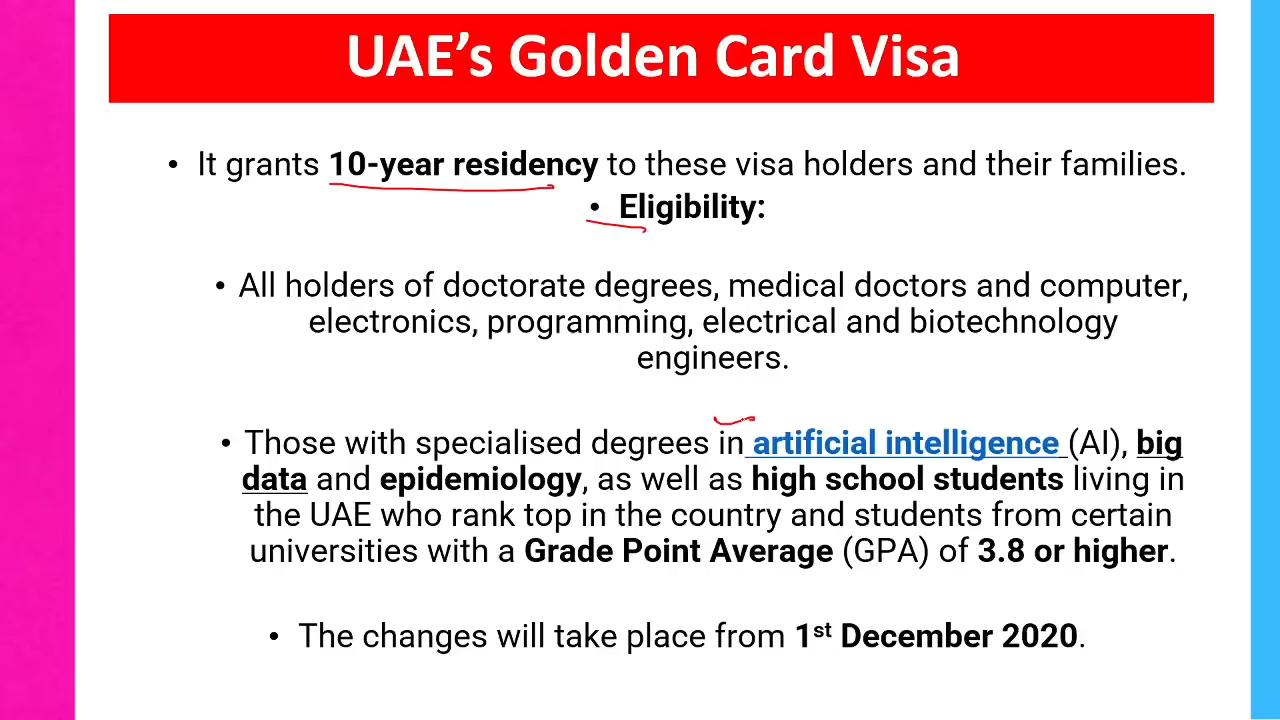 UAE’s Golden Card Visa
• It grants 10-year residency to these visa holders and their families.
• Eligibility:
• All holders of doctorate degrees, medical doctors and computer,
electronics, programming, electrical and biotechnology
engineers.
• Those with specialised degrees in artificial intelligence (AI), big
data and epidemiology, as well as high school students living in
the UAE who rank top in the country and students from certain
universities with a Grade Point Average (GPA) of 3.8 or higher.
• The changes will take place from 1st December 2020.